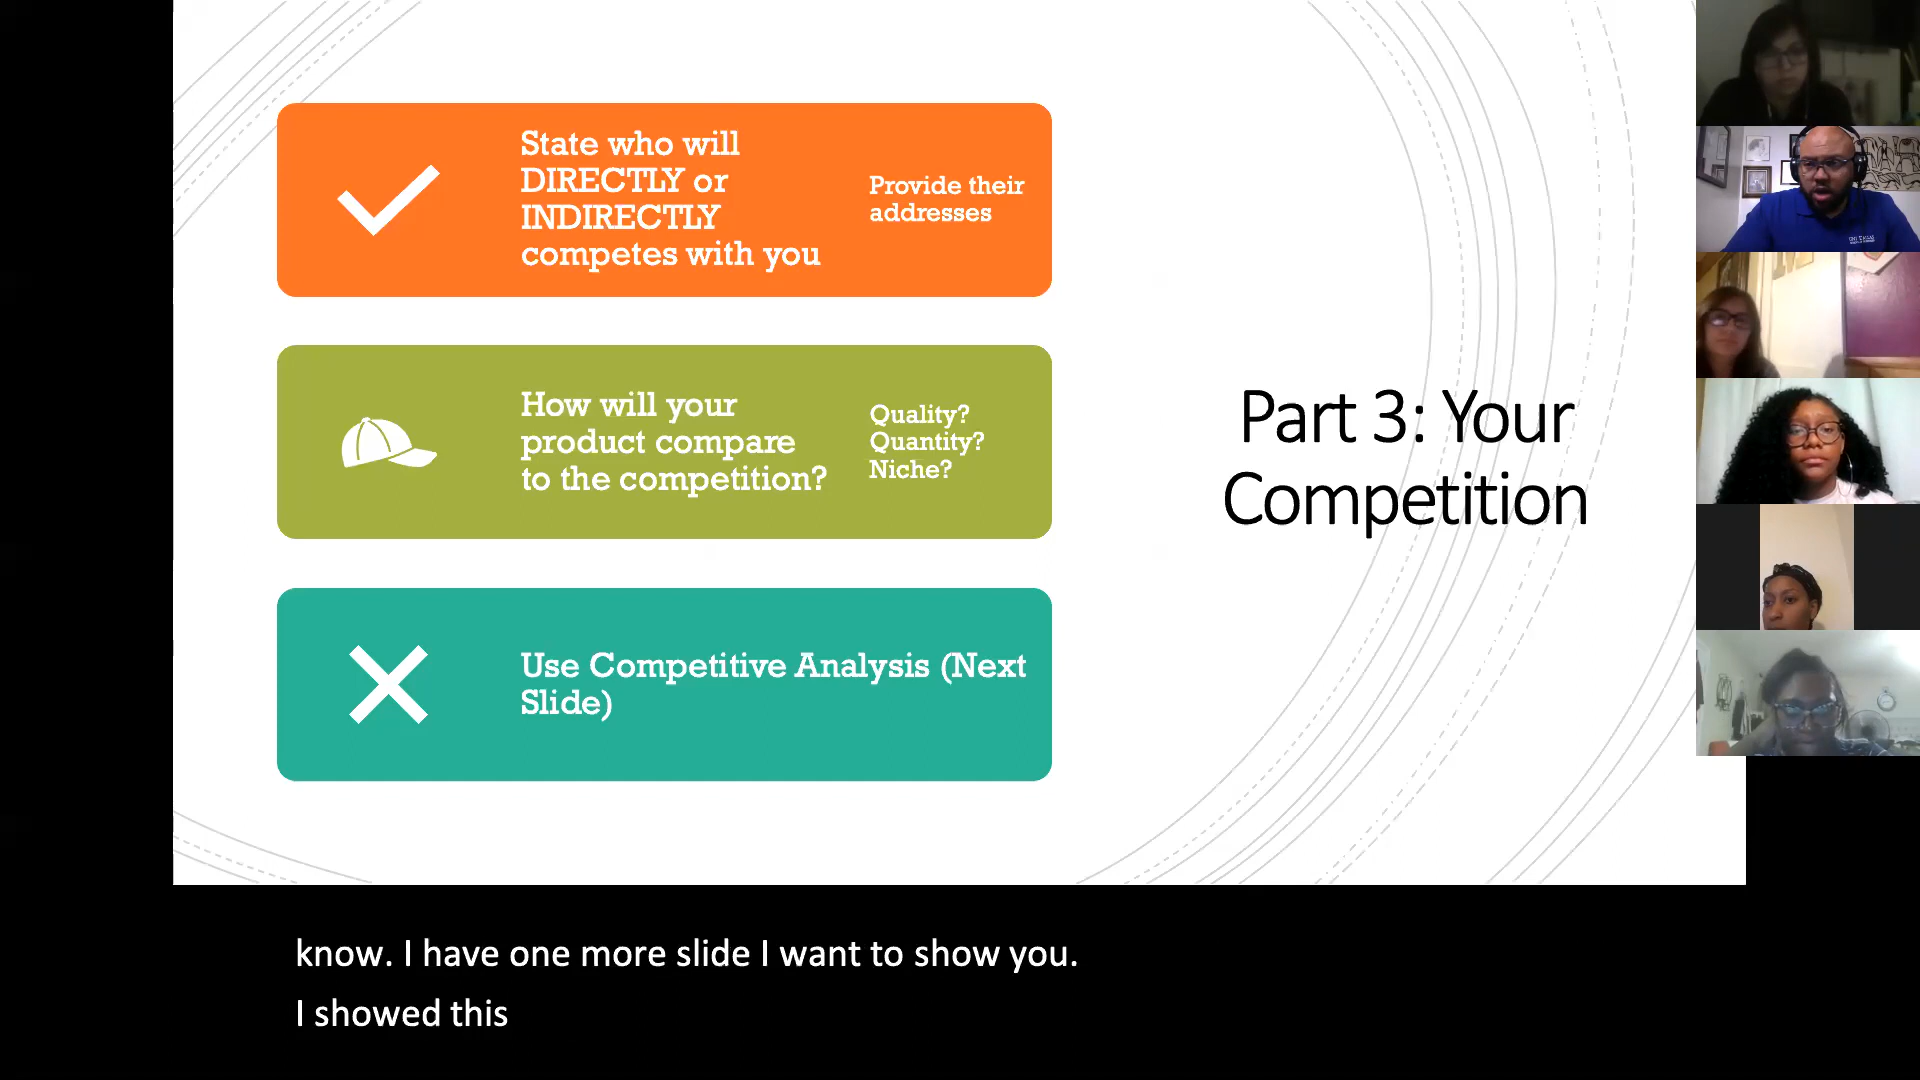 State who will
DIRECTLY or
INDIRECTLY
competes with you
Provide their
addresses
How will your
product compare
to the competition?
Quality?
Quantity?
Niche?
Use Competitive Analysis (Next
Slide)
Part 3: Your
Competition
know. I have one more slide I want to show you.
I showed this